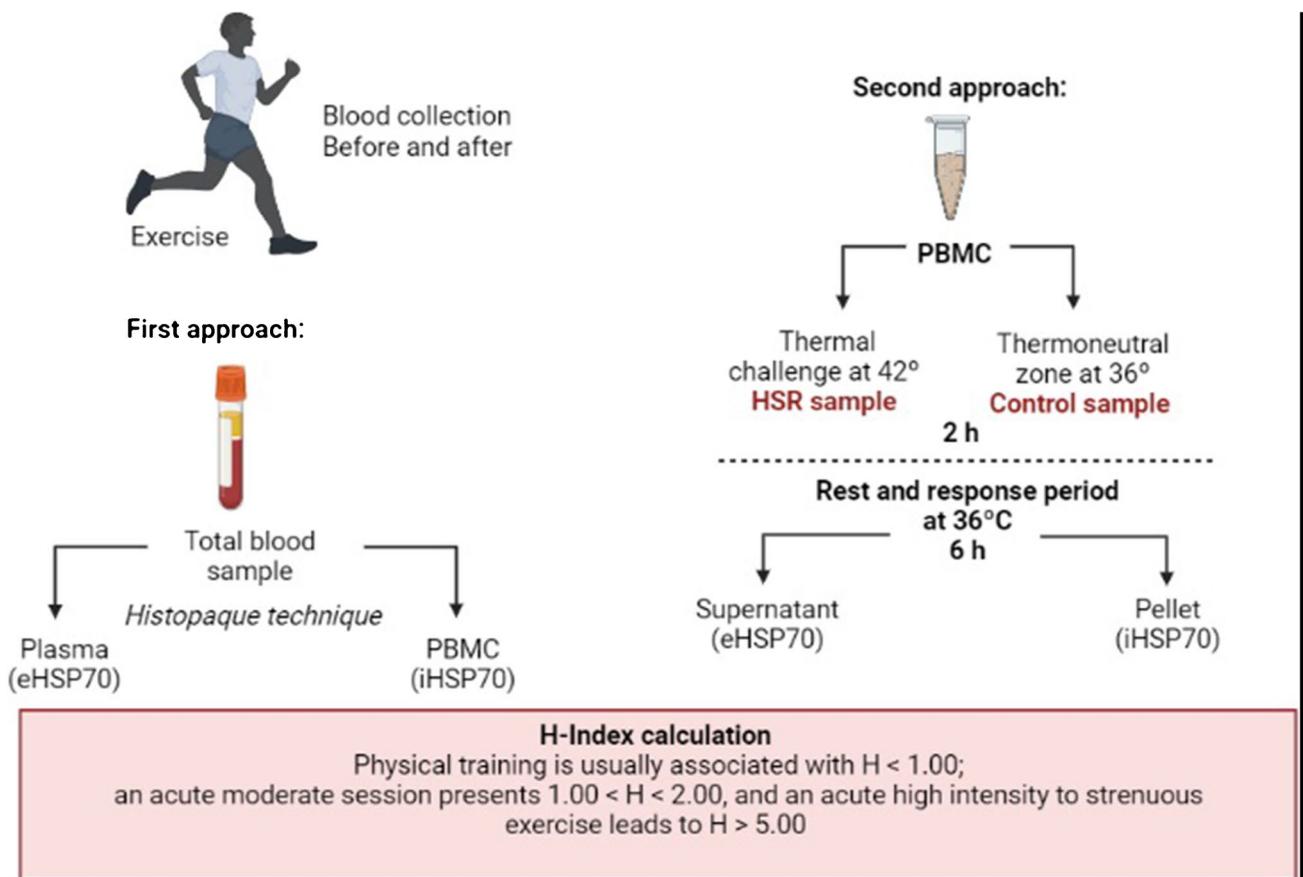 Blood collection
Before and after
Exercise
First approach:
Total blood
sample
Histopaque technique
Plasma
(eHSP70)
PBMC
(iHSP70)
Second approach:
PBMC
Thermal
challenge at 42º
HSR sample
Thermoneutral
zone at 36º
Control sample
2 h
Rest and response period
at 36ºC
6 h
Supernatant
(eHSP70)
Pellet
(iHSP70)
H-Index calculation
Physical training is usually associated with H < 1.00;
an acute moderate session presents 1.00 < H < 2.00, and an acute high intensity to strenuous
exercise leads to H > 5.00